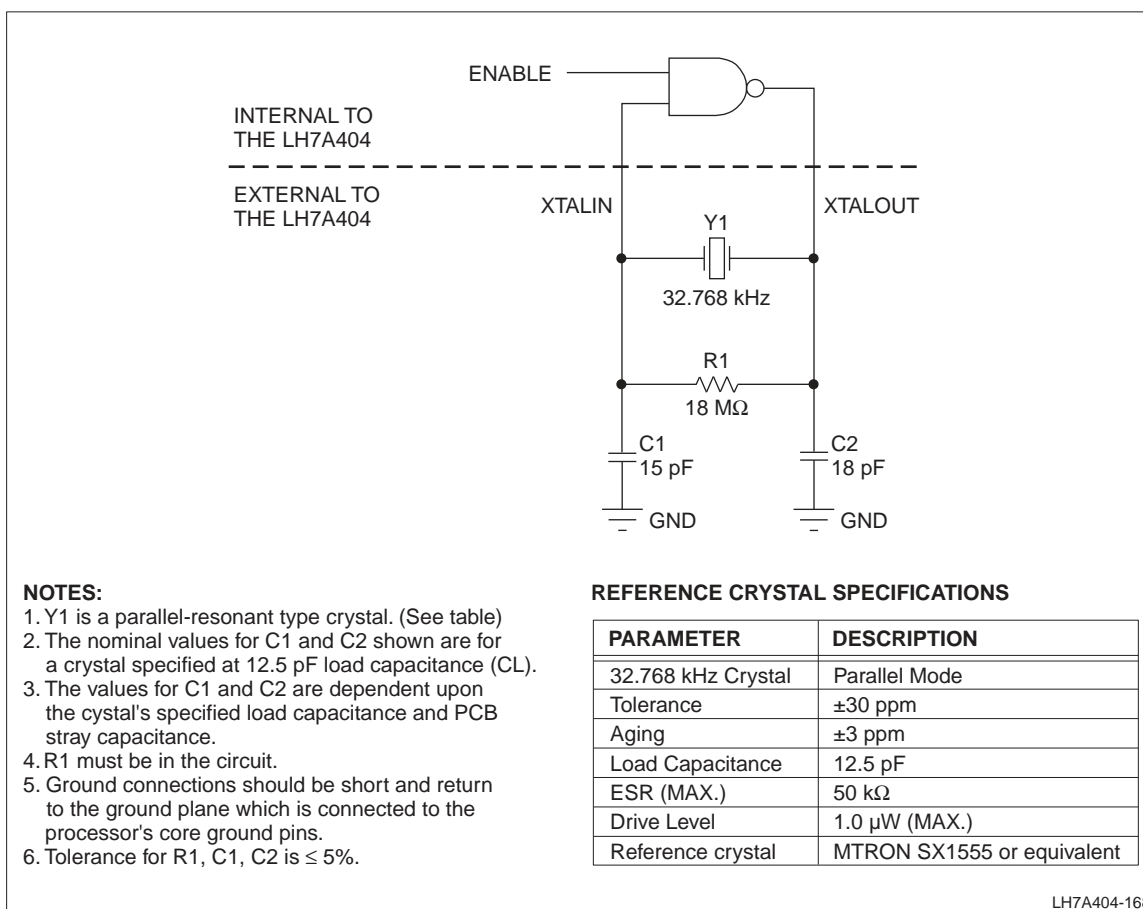 ENABLE
INTERNAL TO
THE LH7A404
EXTERNAL TO
THE LH7A404
XTALIN
XTALOUT
Y1
32.768 kHz
R1
18 MΩ
C1
15 pF
C2
18 pF
GND
GND
NOTES:
1. Y1 is a parallel-resonant type crystal. (See table)
2. The nominal values for C1 and C2 shown are for
a crystal specified at 12.5 pF load capacitance (CL).
3. The values for C1 and C2 are dependent upon
the cystal's specified load capacitance and PCB
stray capacitance.
4. R1 must be in the circuit.
5. Ground connections should be short and return
to the ground plane which is connected to the
processor's core ground pins.
6. Tolerance for R1, C1, C2 is ≤ 5%.
REFERENCE CRYSTAL SPECIFICATIONS
PARAMETER DESCRIPTION
32.768 kHz Crystal Parallel Mode
Tolerance ±30 ppm
Aging ±3 ppm
Load Capacitance 12.5 pF
ESR (MAX.) 50 kΩ
Drive Level 1.0 µW (MAX.)
Reference crystal MTRON SX1555 or equivalent